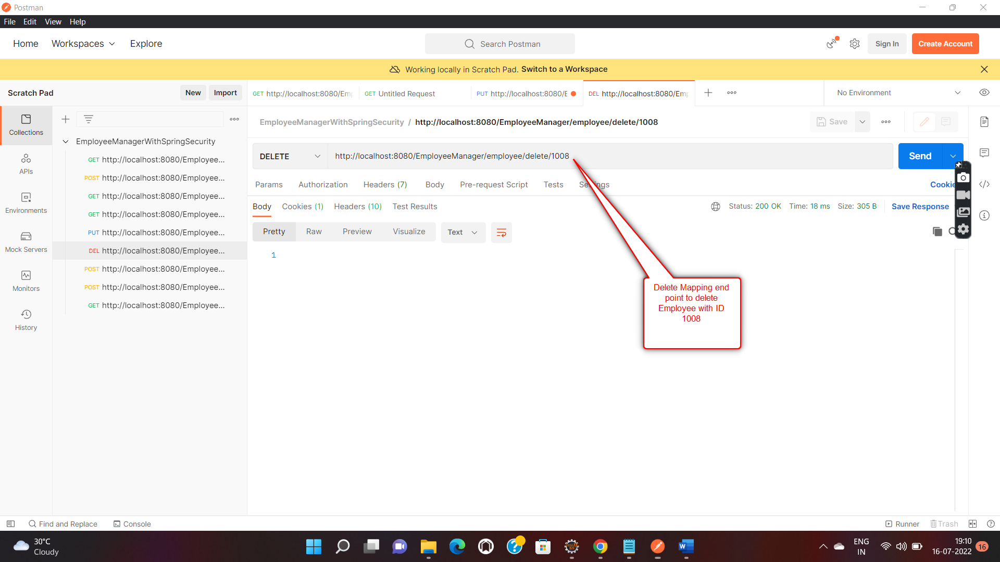 Postman
File Edit View Help
Home Workspaces Explore
Search Postman
Sign In
Create Account
Working locally in Scratch Pad. Switch to a Workspace
Scratch Pad
New
Import
GET http://localhost:8080/Em
GET Untitled Request
PUT http://localhost:8080/E
DEL http://localhost:8080/Em
No Environment
Collections
APIs
Environments
Mock Servers
Monitors
History
EmployeeManagerWithSpringSecurity
GET http://localhost:8080/Employee...
POST http://localhost:8080/Employee...
GET http://localhost:8080/Employee...
GET http://localhost:8080/Employee...
PUT http://localhost:8080/Employee...
DEL http://localhost:8080/Employee...
POST http://localhost:8080/Employee...
POST http://localhost:8080/Employee...
GET http://localhost:8080/Employee...
EmployeeManagerWithSpringSecurity / http://localhost:8080/EmployeeManager/employee/delete/1008
Save
DELETE
http://localhost:8080/EmployeeManager/employee/delete/1008
Send
Params Authorization Headers (7) Body Pre-request Script Tests
Cookie
Body Cookies (1) Headers (10) Test Results
Status: 200 OK Time: 18 ms Size: 305 B
Save Response
Pretty Raw Preview Visualize
Text
1
Delete Mapping end
point to delete
Employee with ID
1008
Find and Replace
Console
Runner
Trash
30°C
Cloudy
ENG
IN
19:10
16-07-2022
16